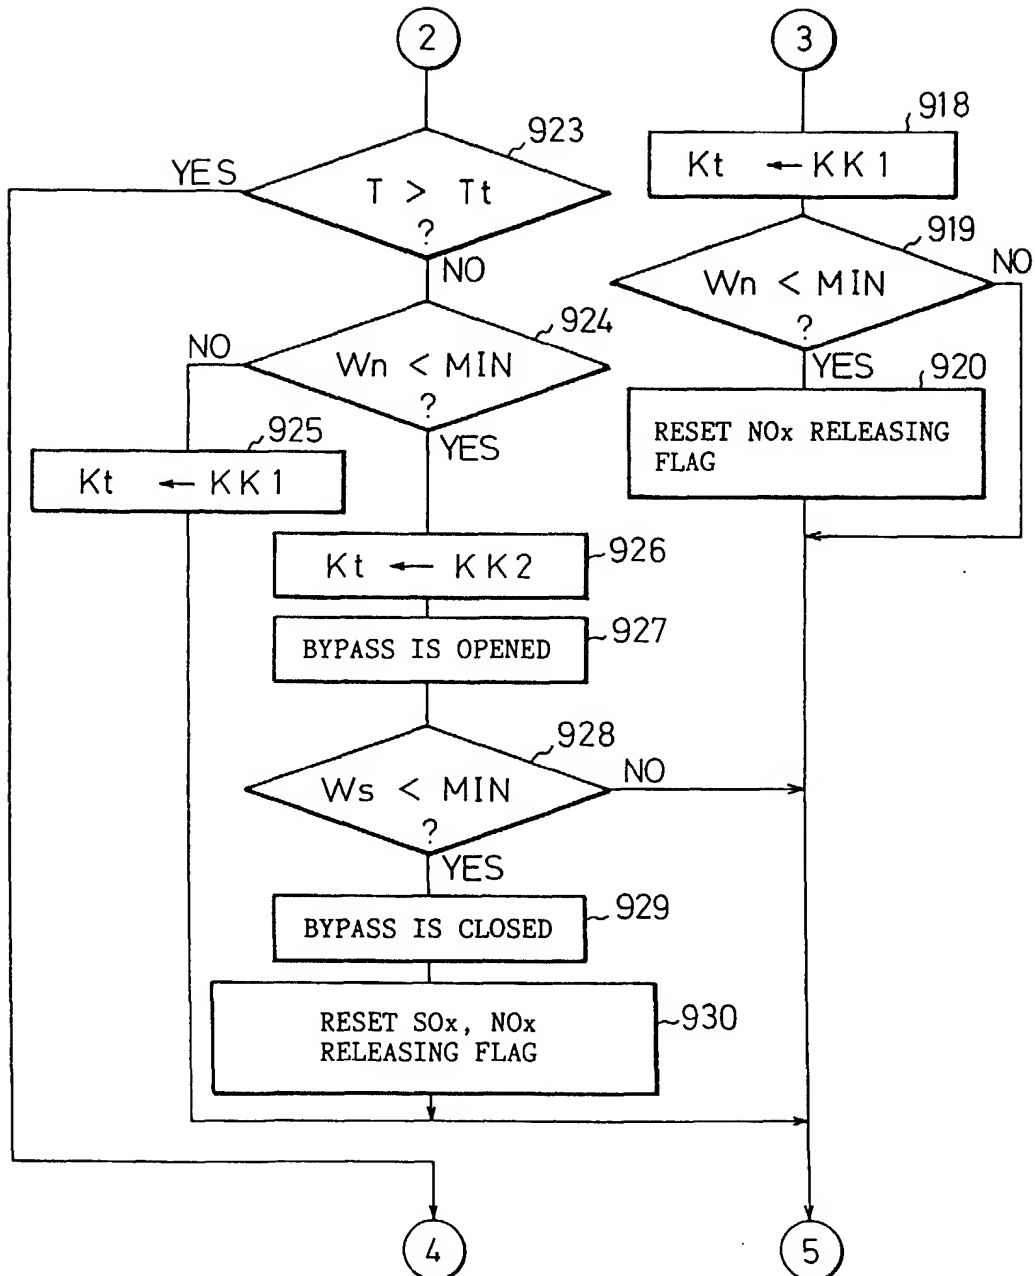 2
923
YES
T > Tt
?
NO
924
NO
Wn < MIN
?
YES
925
Kt ← KK1
Kt ← KK2
926
BYPASS IS OPENED
927
928
Ws < MIN
?
NO
YES
BYPASS IS CLOSED
929
RESET SOx, NOx
RELEASING FLAG
930
4
3
918
Kt ← KK1
919
Wn < MIN
?
NO
YES
920
RESET NOx RELEASING
FLAG
5